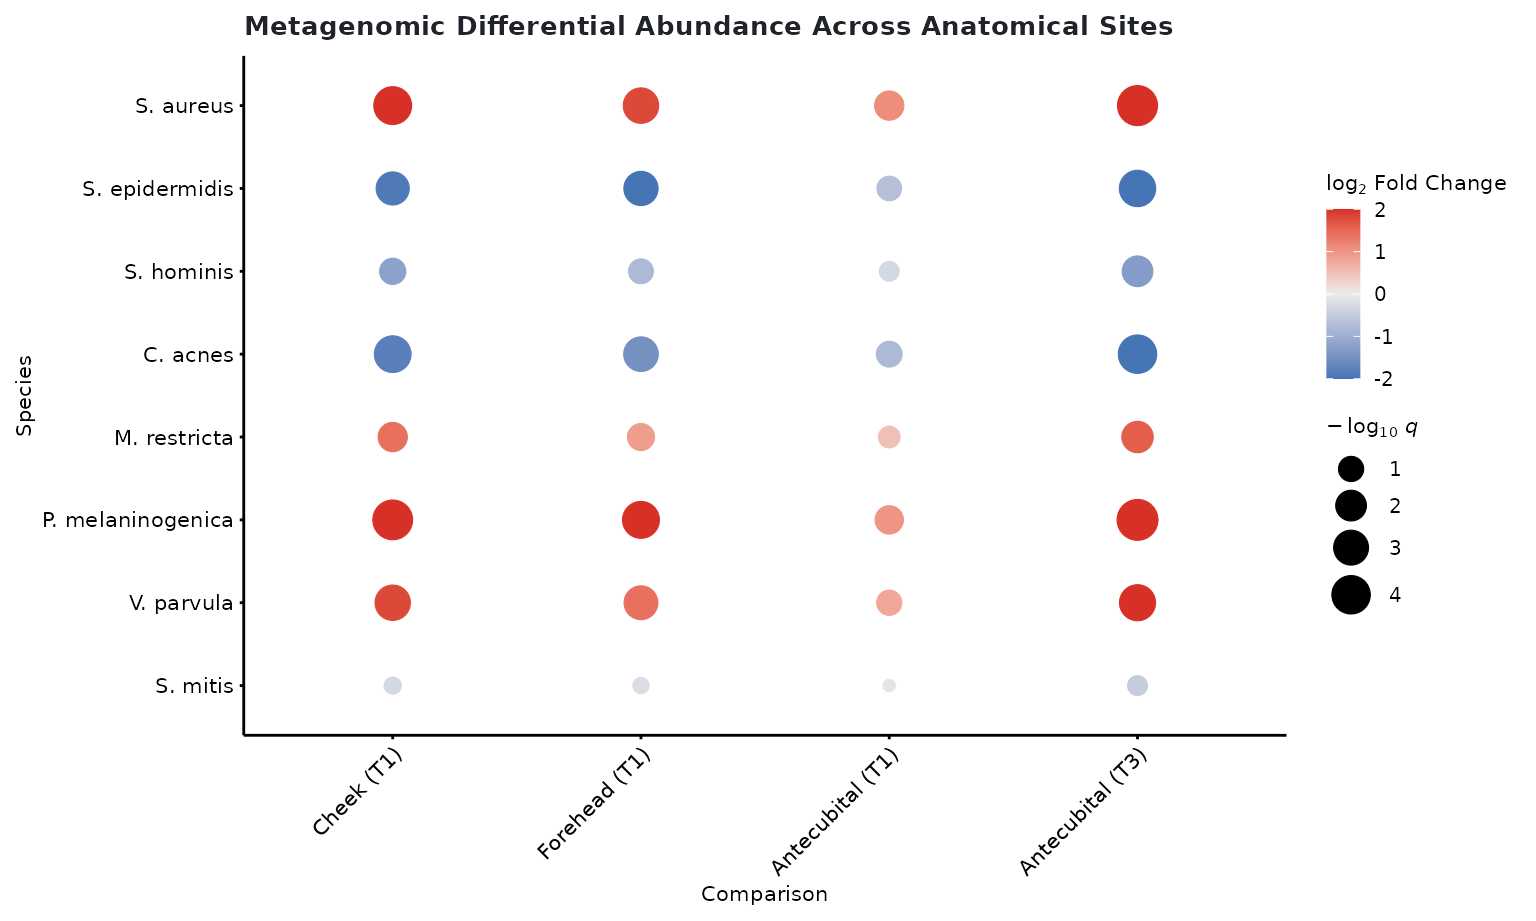 Metagenomic Differential Abundance Across Anatomical Sites
Species
S. aureus
S. epidermidis
S. hominis
C. acnes
M. restricta
P. melaninogenica
V. parvula
S. mitis
Cheek (T1)
Forehead (T1)
Antecubital (T1)
Antecubital (T3)
Comparison
log₂ Fold Change
2
1
0
-1
-2
− log₁₀ q
1
2
3
4